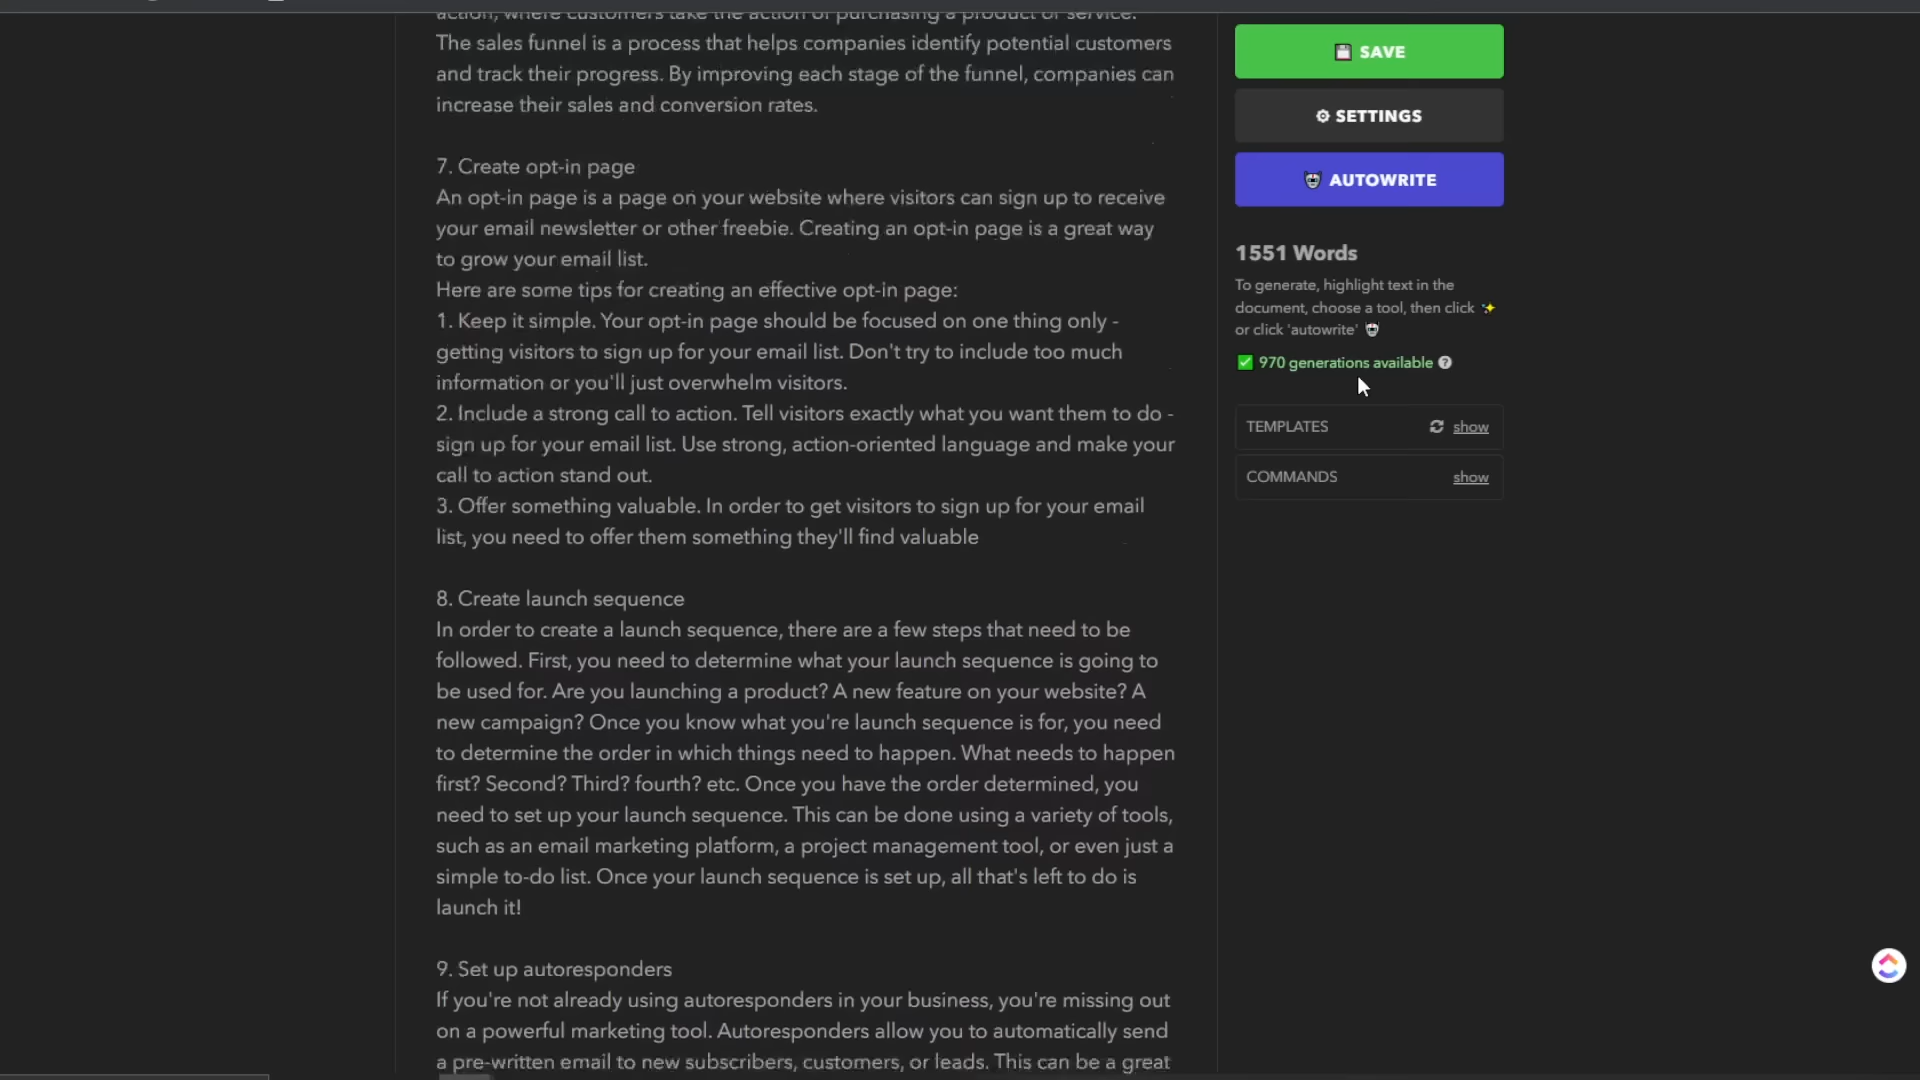 action, where customers take the action of purchasing a product or service.
The sales funnel is a process that helps companies identify potential customers
and track their progress. By improving each stage of the funnel, companies can
increase their sales and conversion rates.
7. Create opt-in page
An opt-in page is a page on your website where visitors can sign up to receive
your email newsletter or other freebie. Creating an opt-in page is a great way
to grow your email list.
Here are some tips for creating an effective opt-in page:
1. Keep it simple. Your opt-in page should be focused on one thing only -
getting visitors to sign up for your email list. Don't try to include too much
information or you'll just overwhelm visitors.
2. Include a strong call to action. Tell visitors exactly what you want them to do -
sign up for your email list. Use strong, action-oriented language and make your
call to action stand out.
3. Offer something valuable. In order to get visitors to sign up for your email
list, you need to offer them something they'll find valuable
8. Create launch sequence
In order to create a launch sequence, there are a few steps that need to be
followed. First, you need to determine what your launch sequence is going to
be used for. Are you launching a product? A new feature on your website? A
new campaign? Once you know what you're launch sequence is for, you need
to determine the order in which things need to happen. What needs to happen
first? Second? Third? fourth? etc. Once you have the order determined, you
need to set up your launch sequence. This can be done using a variety of tools,
such as an email marketing platform, a project management tool, or even just a
simple to-do list. Once your launch sequence is set up, all that's left to do is
launch it!
9. Set up autoresponders
If you're not already using autoresponders in your business, you're missing out
on a powerful marketing tool. Autoresponders allow you to automatically send
a pre-written email to new subscribers, customers, or leads. This can be a great
SAVE
SETTINGS
AUTOWRITE
1551 Words
To generate, highlight text in the
document, choose a tool, then click ✨
or click 'autowrite'
970 generations available
TEMPLATES show
COMMANDS show